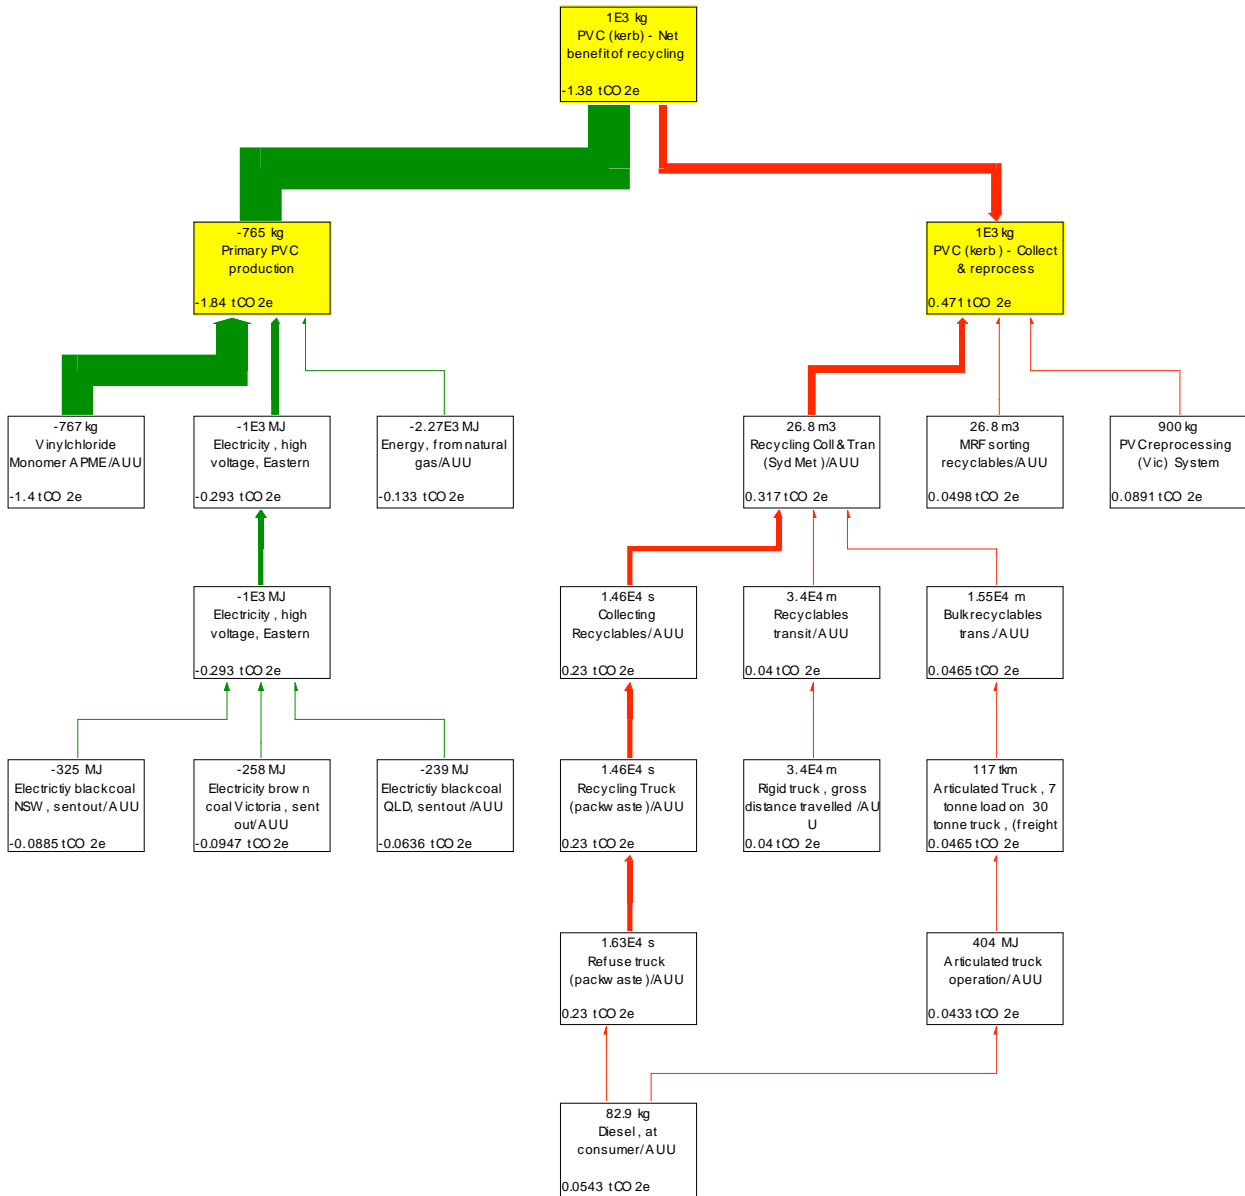 1E3 kg
PVC (kerb) - Net
benefit of recycling
-1.38 tCO2e
-765 kg
Primary PVC
production
-1.84 tCO2e
1E3 kg
PVC (kerb) - Collect
& reprocess
0.471 tCO2e
-767 kg
Vinylchloride
Monomer APME/AUU
-1.4 tCO2e
-1E3 MJ
Electricity, high
voltage, Eastern
-0.293 tCO2e
-2.27E3 MJ
Energy, from natural
gas/AUU
-0.133 tCO2e
26.8 m3
Recycling Coll & Tran
(Syd Met)/AUU
0.317 tCO2e
26.8 m3
MRF sorting
recyclables/AUU
0.0498 tCO2e
900 kg
PVC reprocessing
(Vic) System
0.0891 tCO2e
-1E3 MJ
Electricity, high
voltage, Eastern
-0.293 tCO2e
1.46E4 s
Collecting
Recyclables/AUU
0.23 tCO2e
3.4E4 m
Recyclables
transit/AUU
0.04 tCO2e
1.55E4 m
Bulk recyclables
trans./AUU
0.0465 tCO2e
-325 MJ
Electrictiy black coal
NSW, sent out/AUU
-0.0885 tCO2e
-258 MJ
Electricity brown
coal Victoria, sent
out/AUU
-0.0947 tCO2e
-239 MJ
Electrictiy black coal
QLD, sent out/AUU
-0.0636 tCO2e
1.46E4 s
Recycling Truck
(packwaste)/AUU
0.23 tCO2e
3.4E4 m
Rigid truck, gross
distance travelled/AU
U
0.04 tCO2e
117 tkm
Articulated Truck, 7
tonne load on 30
tonne truck, (freight
0.0465 tCO2e
1.63E4 s
Refuse truck
(packwaste)/AUU
0.23 tCO2e
404 MJ
Articulated truck
operation/AUU
0.0433 tCO2e
82.9 kg
Diesel, at
consumer/AUU
0.0543 tCO2e